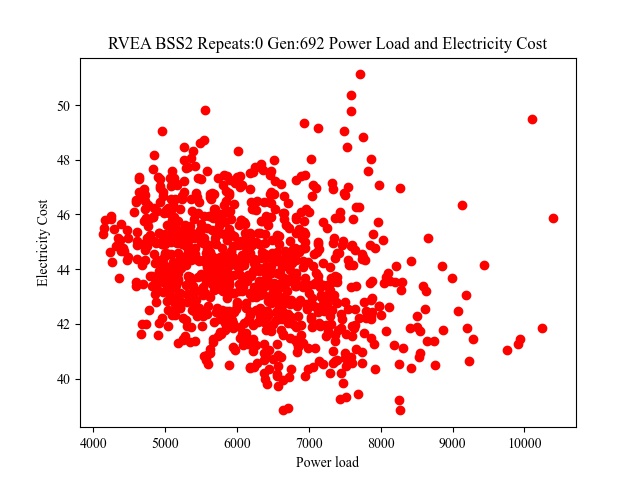 RVEA BSS2 Repeats:0 Gen:692 Power Load and Electricity Cost
50
48
46
44
42
40
Electricity Cost
4000 5000 6000 7000 8000 9000 10000
Power load